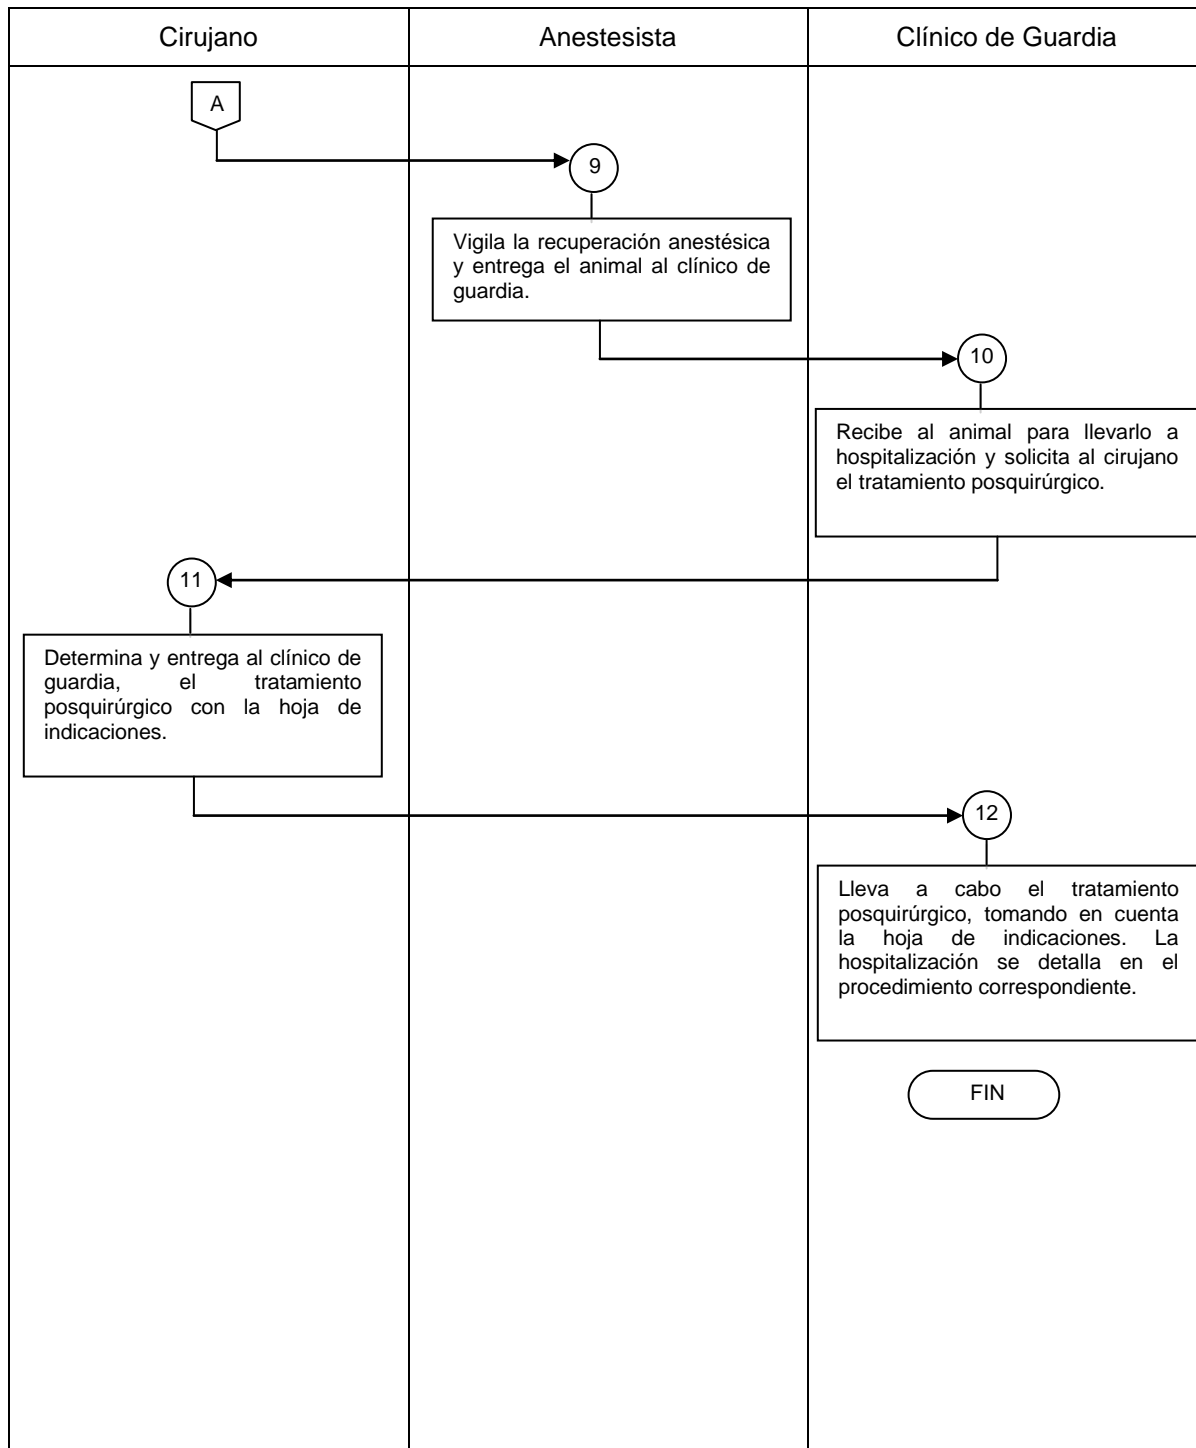 Cirujano
Anestesista
Clínico de Guardia
A
9
Vigila la recuperación anestésica
y entrega el animal al clínico de
guardia.
10
Recibe al animal para llevarlo a
hospitalización y solicita al cirujano
el tratamiento posquirúrgico.
11
Determina y entrega al clínico de
guardia, el tratamiento
posquirúrgico con la hoja de
indicaciones.
12
Lleva a cabo el tratamiento
posquirúrgico, tomando en cuenta
la hoja de indicaciones. La
hospitalización se detalla en el
procedimiento correspondiente.
FIN